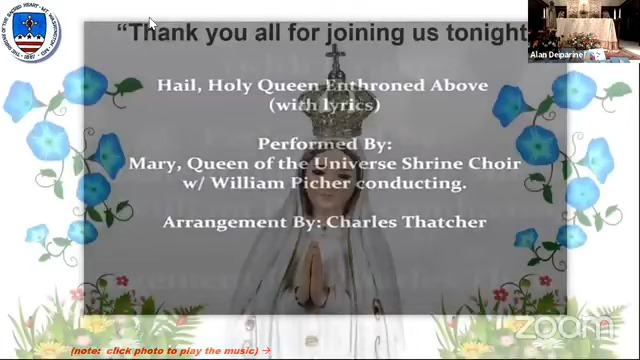 “Thank you all for joining us tonight
Alan Deiparine
Hail, Holy Queen Enthroned Above
(with lyrics)
Performed By:
Mary, Queen of the Universe Shrine Choir
w/ William Picher conducting.
Arrangement By: Charles Thatcher
zoom
(note: click photo to play the music) →